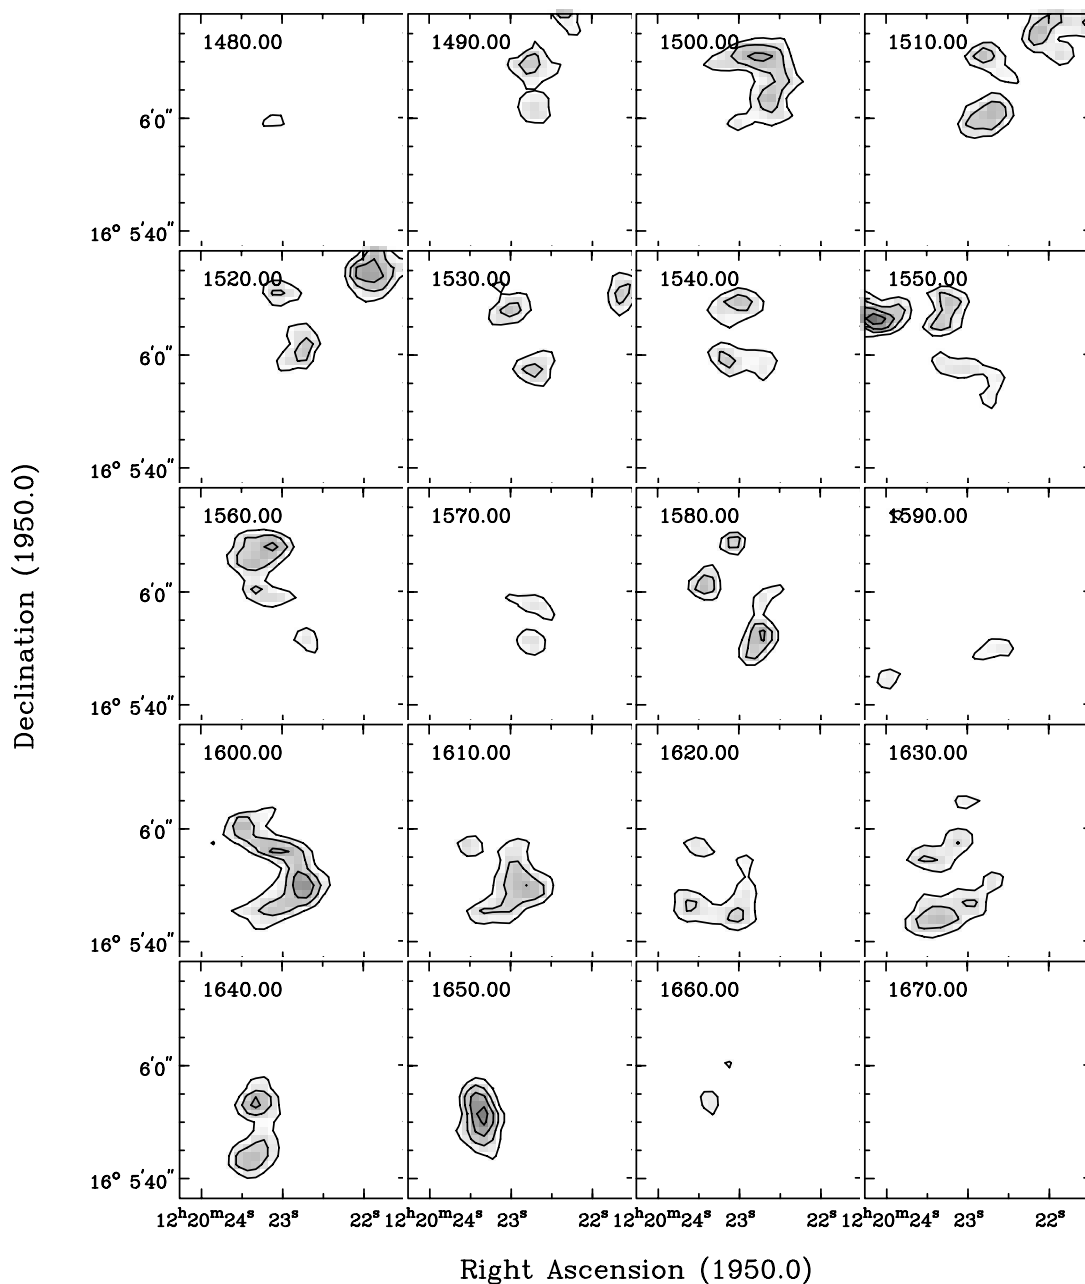 1480.00 1490.00 1500.00 1510.00
6′0″
16° 5′40″
1520.00 1530.00 1540.00 1550.00
6′0″
16° 5′40″
1560.00 1570.00 1580.00 1590.00
6′0″
16° 5′40″
1600.00 1610.00 1620.00 1630.00
6′0″
16° 5′40″
1640.00 1650.00 1660.00 1670.00
6′0″
16° 5′40″
12ʰ20ᵐ24ˢ 23ˢ 22ˢ 12ʰ20ᵐ24ˢ 23ˢ 22ˢ 12ʰ20ᵐ24ˢ 23ˢ 22ˢ 12ʰ20ᵐ24ˢ 23ˢ 22ˢ
Right Ascension (1950.0)
Declination (1950.0)